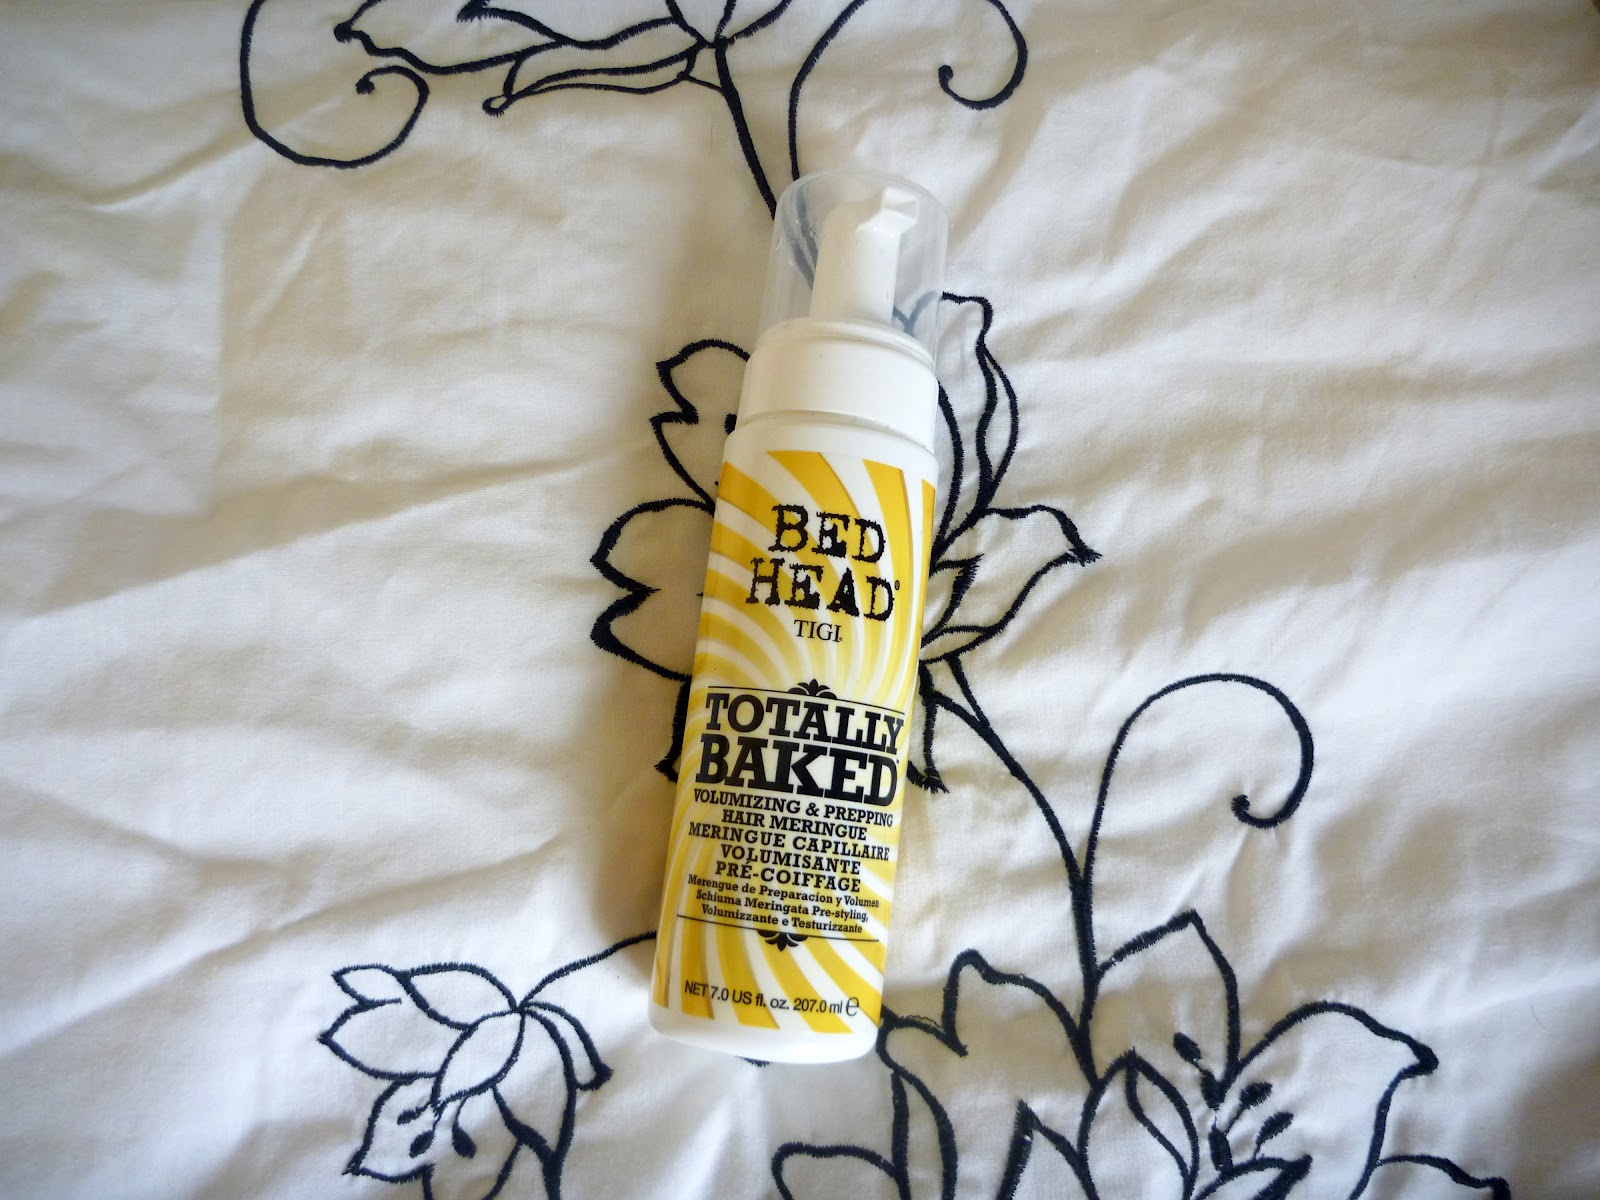 BED
HEAD®
TIGI®
TOTALLY
BAKED™
VOLUMIZING & PREPPING
HAIR MERINGUE
MERINGUE CAPILLAIRE
VOLUMISANTE
PRÉ-COIFFAGE
Merengue de Preparacion y Volumen
Schiuma Meringata Pre-styling,
Volumizzante e Testurizzante
NET 7.0 US fl. oz. 207.0 ml ℮